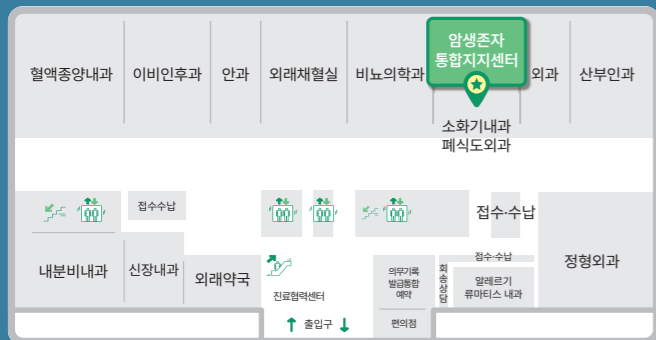 암생존자
통합지지센터
혈액종양내과
이비인후과
안과
외래채혈실
비뇨의학과
외과
산부인과
소화기내과
폐식도외과
접수수납
접수·수납
내분비내과
신장내과
외래약국
진료협력센터
의무기록
발급통합
예약
회송상담
접수·수납
알레르기
류마티스 내과
정형외과
출입구
편의점